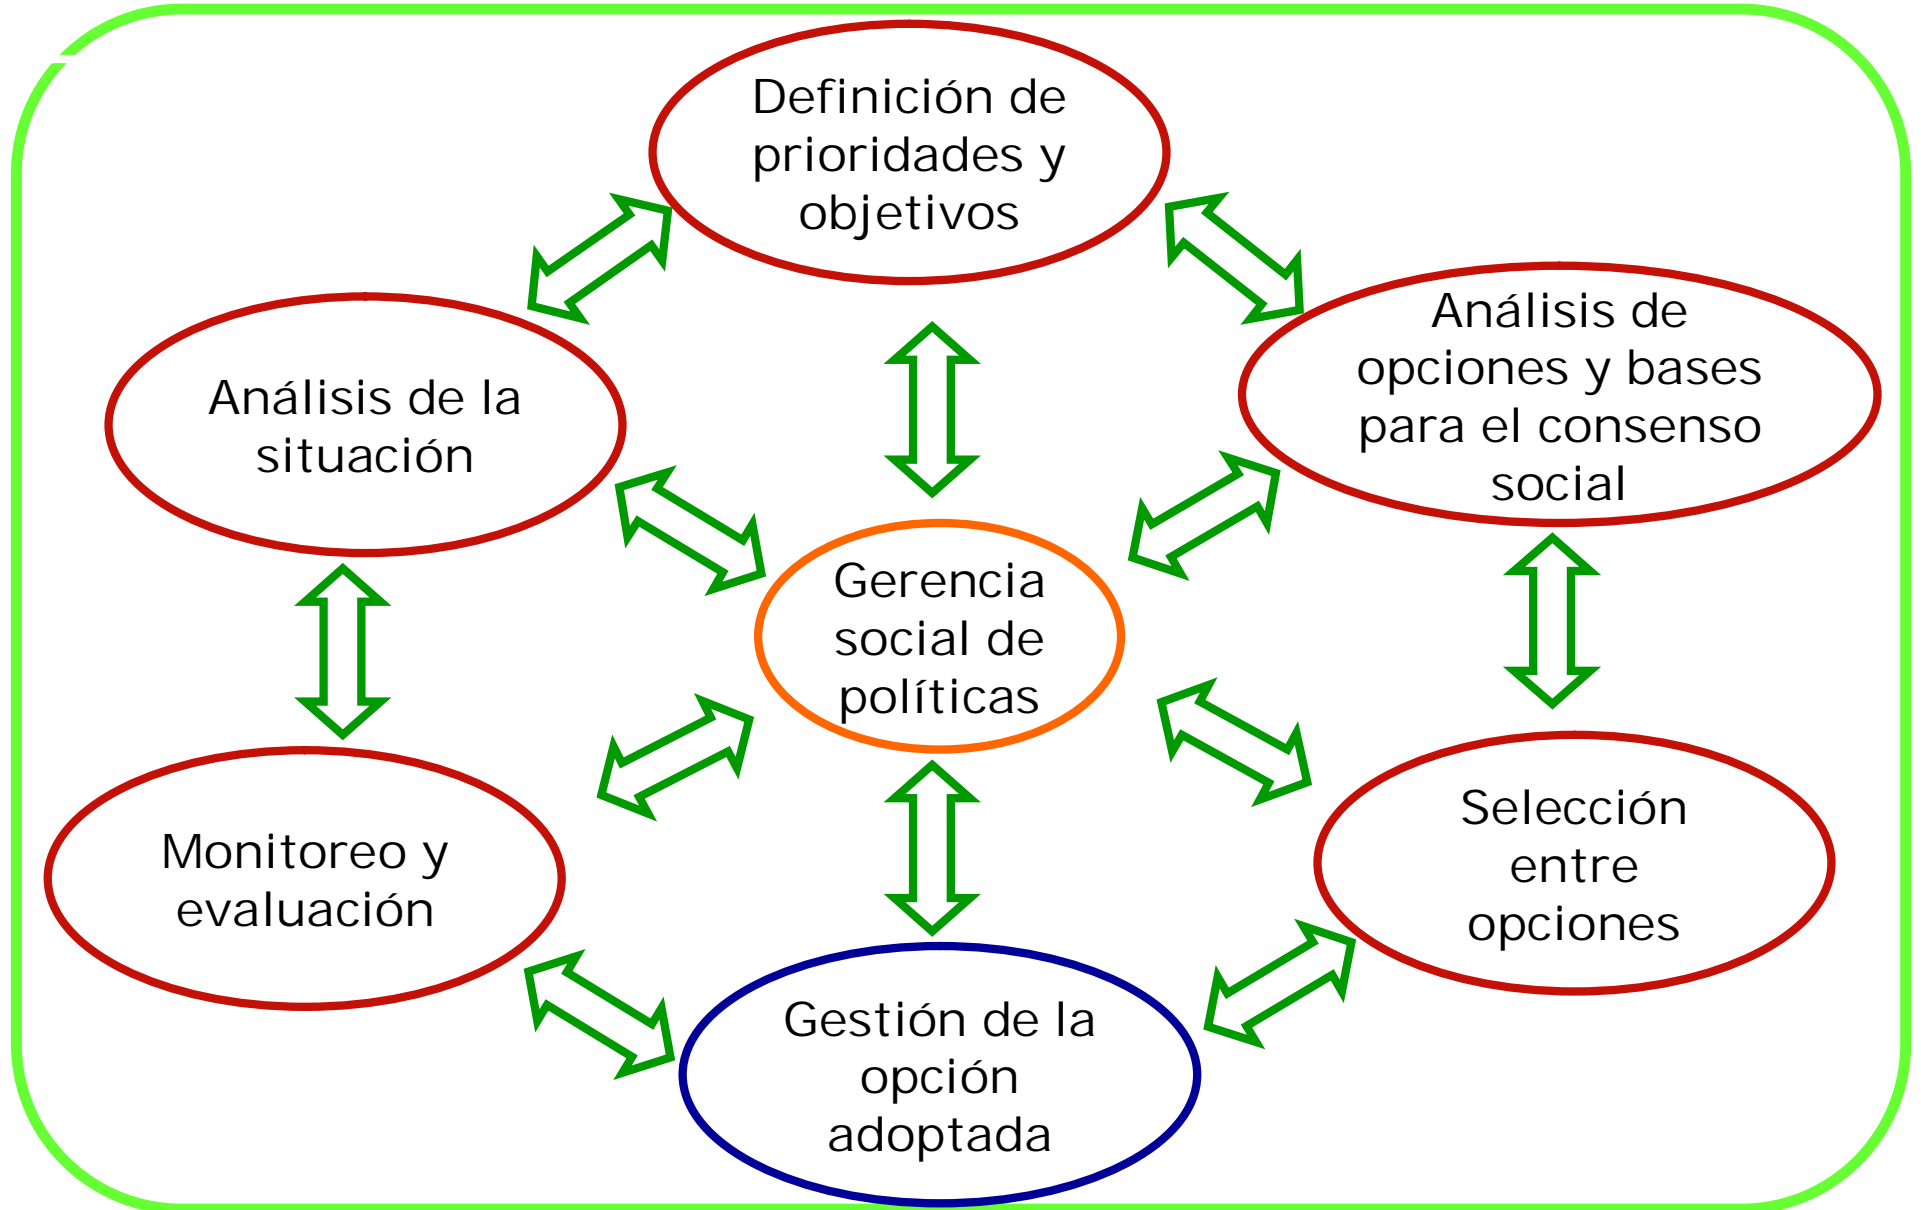 Definición de
prioridades y
objetivos
Análisis de
opciones y bases
para el consenso
social
Análisis de la
situación
Gerencia
social de
políticas
Selección
entre
opciones
Monitoreo y
evaluación
Gestión de la
opción
adoptada